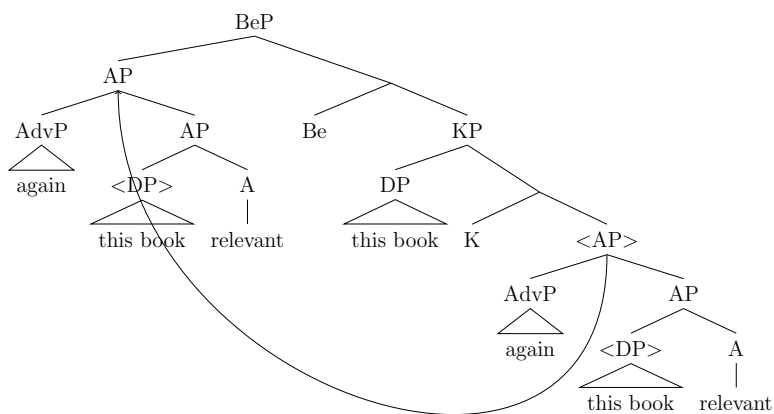 BeP
AP
AdvP AP Be KP
again <DP> A DP
this book relevant this book K <AP>
AdvP AP
again <DP> A
this book relevant